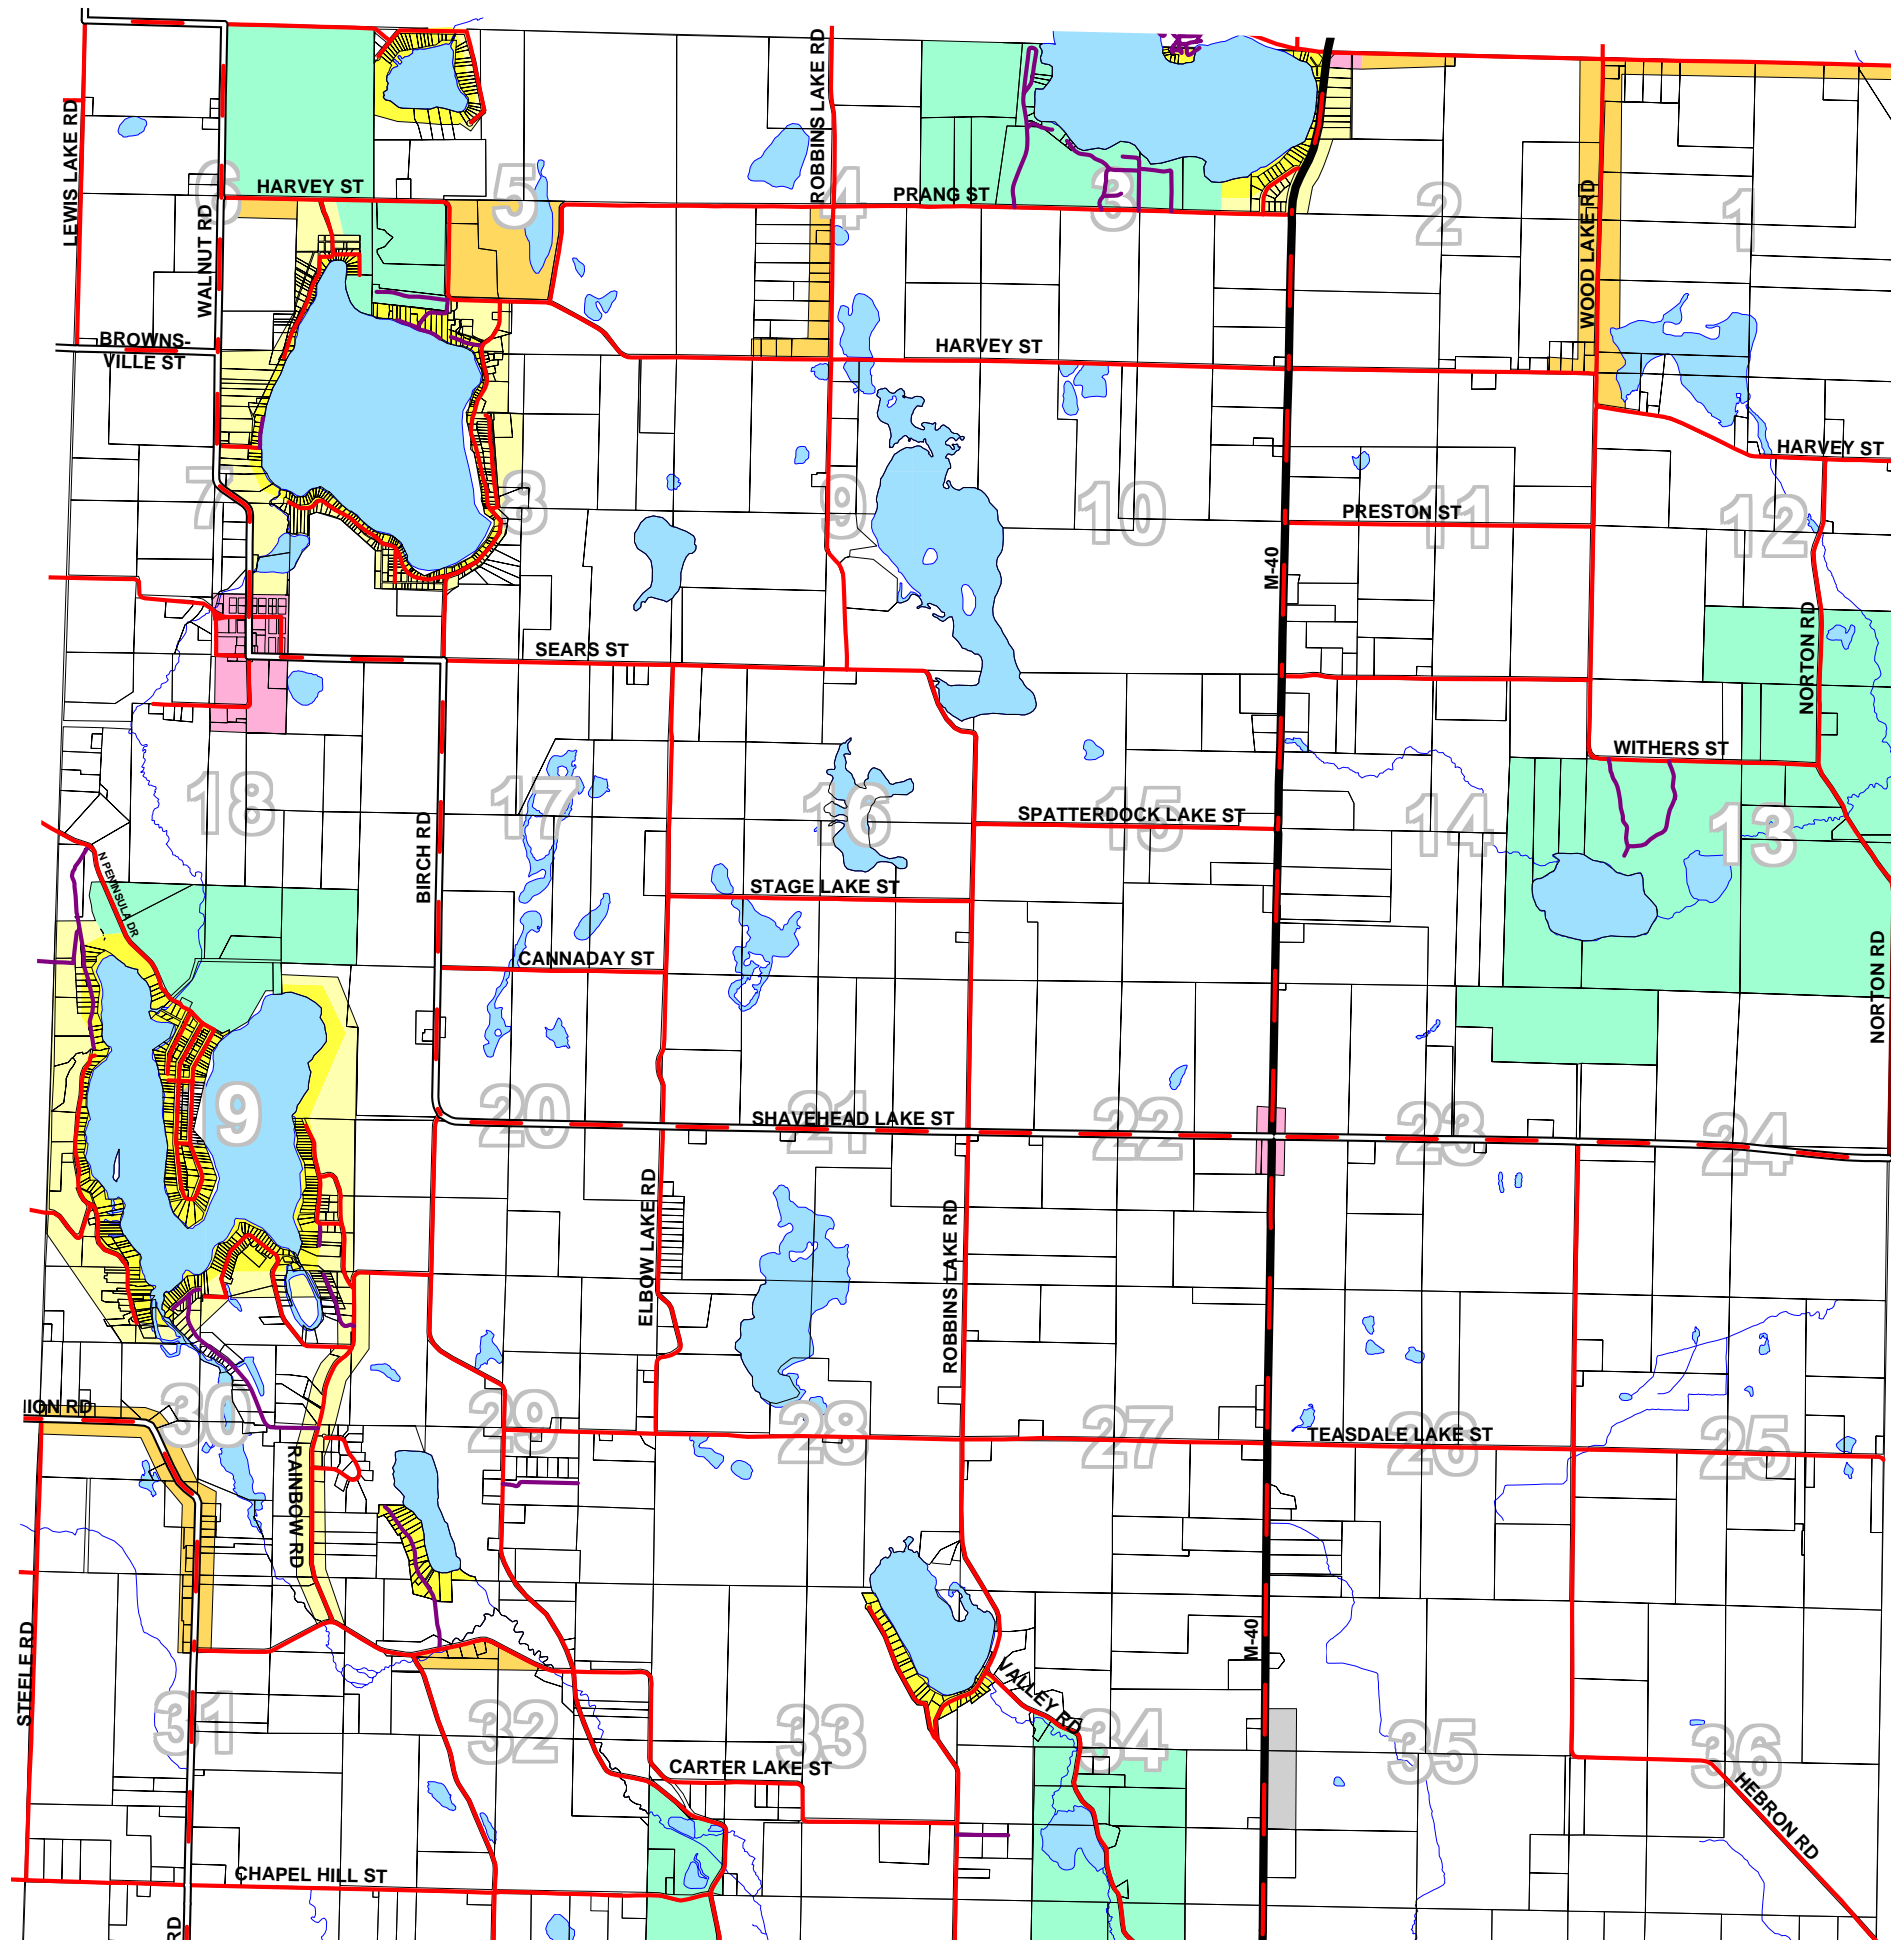 LEWIS LAKE RD
WALNUT RD
ROBBINS LAKE RD
HARVEY ST
PRANG ST
WOOD LAKE RD
6
5
4
3
2
1
BROWNS-
VILLE ST
HARVEY ST
HARVEY ST
7
8
9
10
11
12
PRESTON ST
M-40
NORTON RD
SEARS ST
WITHERS ST
18
17
16
15
14
13
BIRCH RD
SPATTERDOCK LAKE ST
N PENINSULA DR
STAGE LAKE ST
CANNADAY ST
NORTON RD
9
20
21
22
23
24
SHAVEHEAD LAKE ST
ELBOW LAKE RD
ROBBINS LAKE RD
ION RD
30
29
28
27
26
25
TEASDALE LAKE ST
RAINBOW RD
STEELE RD
M-40
VALLEY RD
31
32
33
34
35
36
CARTER LAKE ST
HEBRON RD
CHAPEL HILL ST
RD